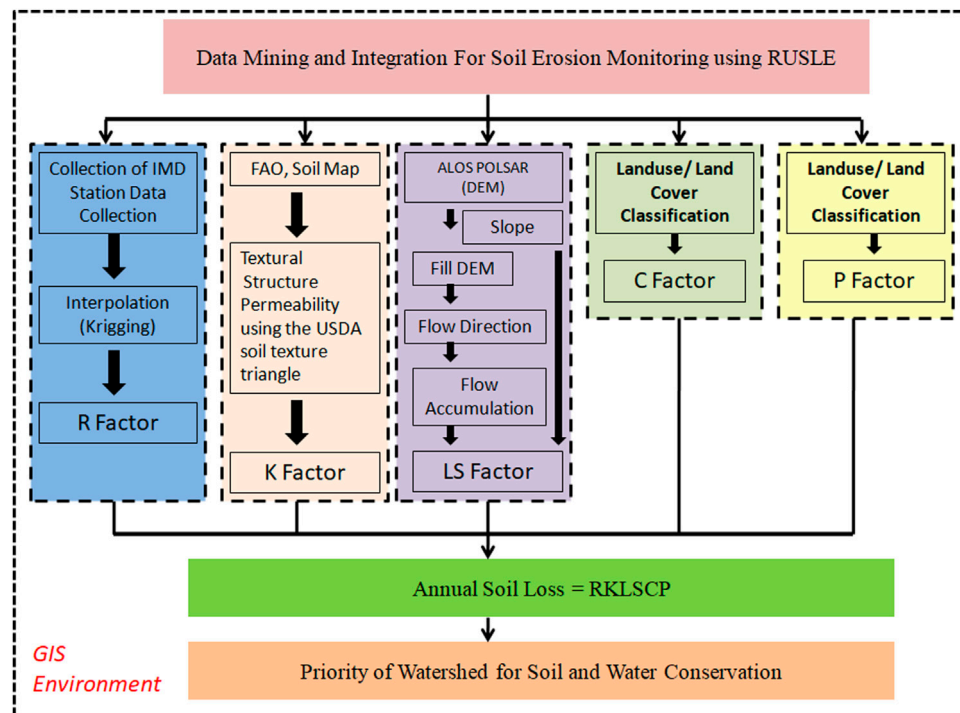 Data Mining and Integration For Soil Erosion Monitoring using RUSLE
Collection of IMD
Station Data
Collection
Interpolation
(Krigging)
R Factor
FAO, Soil Map
Textural
Structure
Permeability
using the USDA
soil texture
triangle
K Factor
ALOS POLSAR
(DEM)
Slope
Fill DEM
Flow Direction
Flow
Accumulation
LS Factor
Landuse/ Land
Cover
Classification
C Factor
Landuse/ Land
Cover
Classification
P Factor
Annual Soil Loss = RKLSCP
Priority of Watershed for Soil and Water Conservation
GIS
Environment